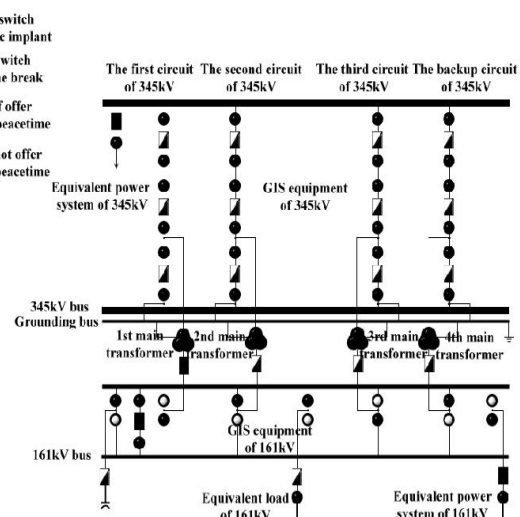 switch
e implant
witch
e break
f offer
peacetime
ot offer
peacetime
The first circuit
of 345kV
The second circuit
of 345kV
The third circuit
of 345kV
The backup circuit
of 345kV
Equivalent power
system of 345kV
GIS equipment
of 345kV
345kV bus
Grounding bus
1st main
transformer
2nd main
transformer
3rd main
transformer
4th main
transformer
GIS equipment
of 161kV
161kV bus
Equivalent load
of 161kV
Equivalent power
system of 161kV